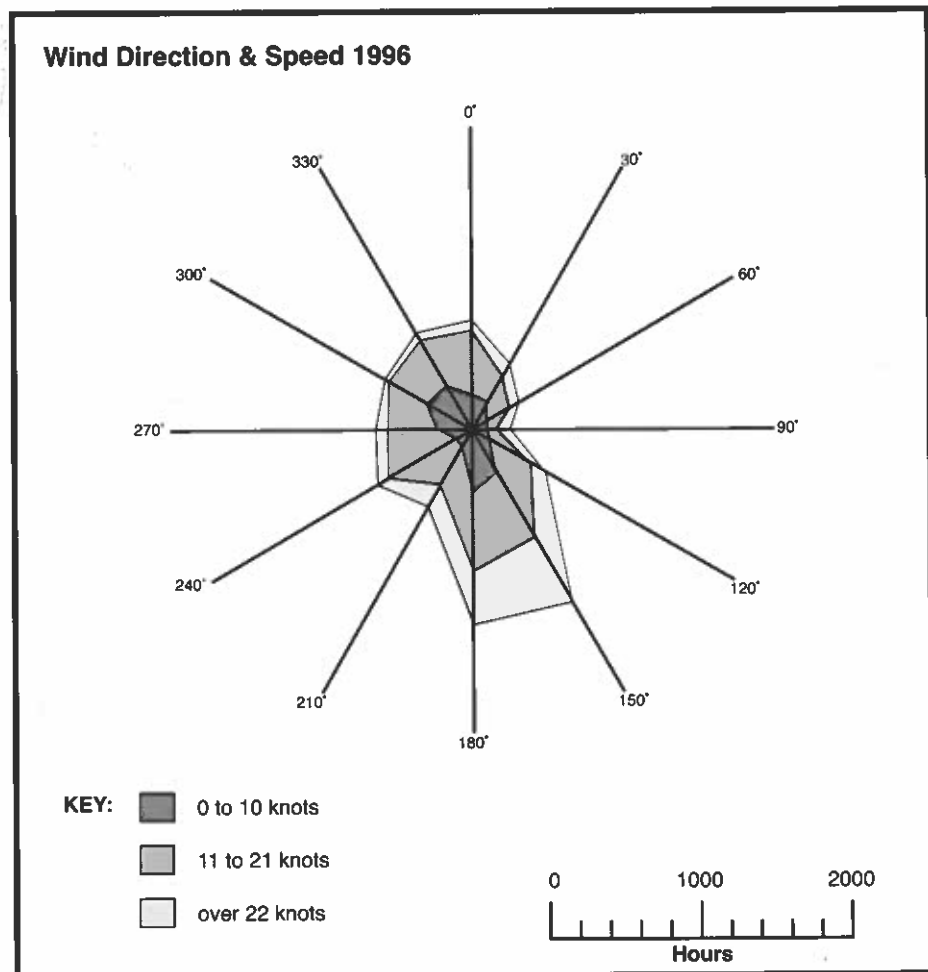 Wind Direction & Speed 1996
0°
330°
30°
300°
60°
270°
90°
240°
120°
210°
150°
180°
KEY:
0 to 10 knots
11 to 21 knots
over 22 knots
0 1000 2000
Hours